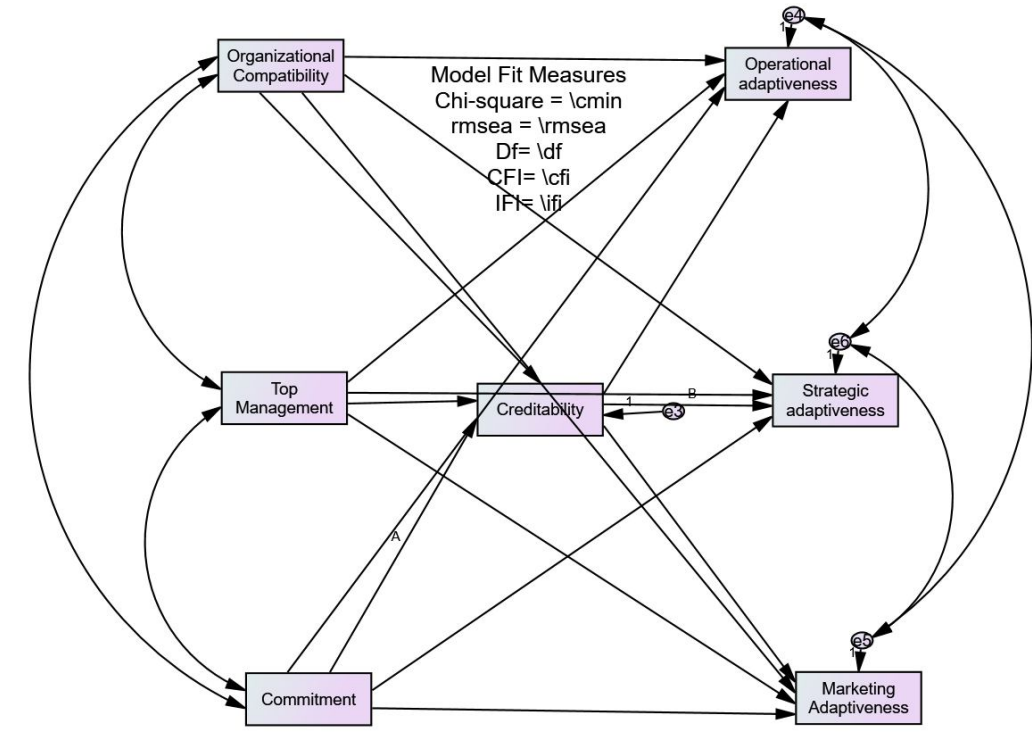 e4
1
Organizational
Compatibility
Operational
adaptiveness
Model Fit Measures
Chi-square = \cmin
rmsea = \rmsea
Df= \df
CFI= \cfi
IFI= \ifi
e6
1
Top
Management
Creditability
1
e3
B
Strategic
adaptiveness
A
e5
1
Commitment
Marketing
Adaptiveness